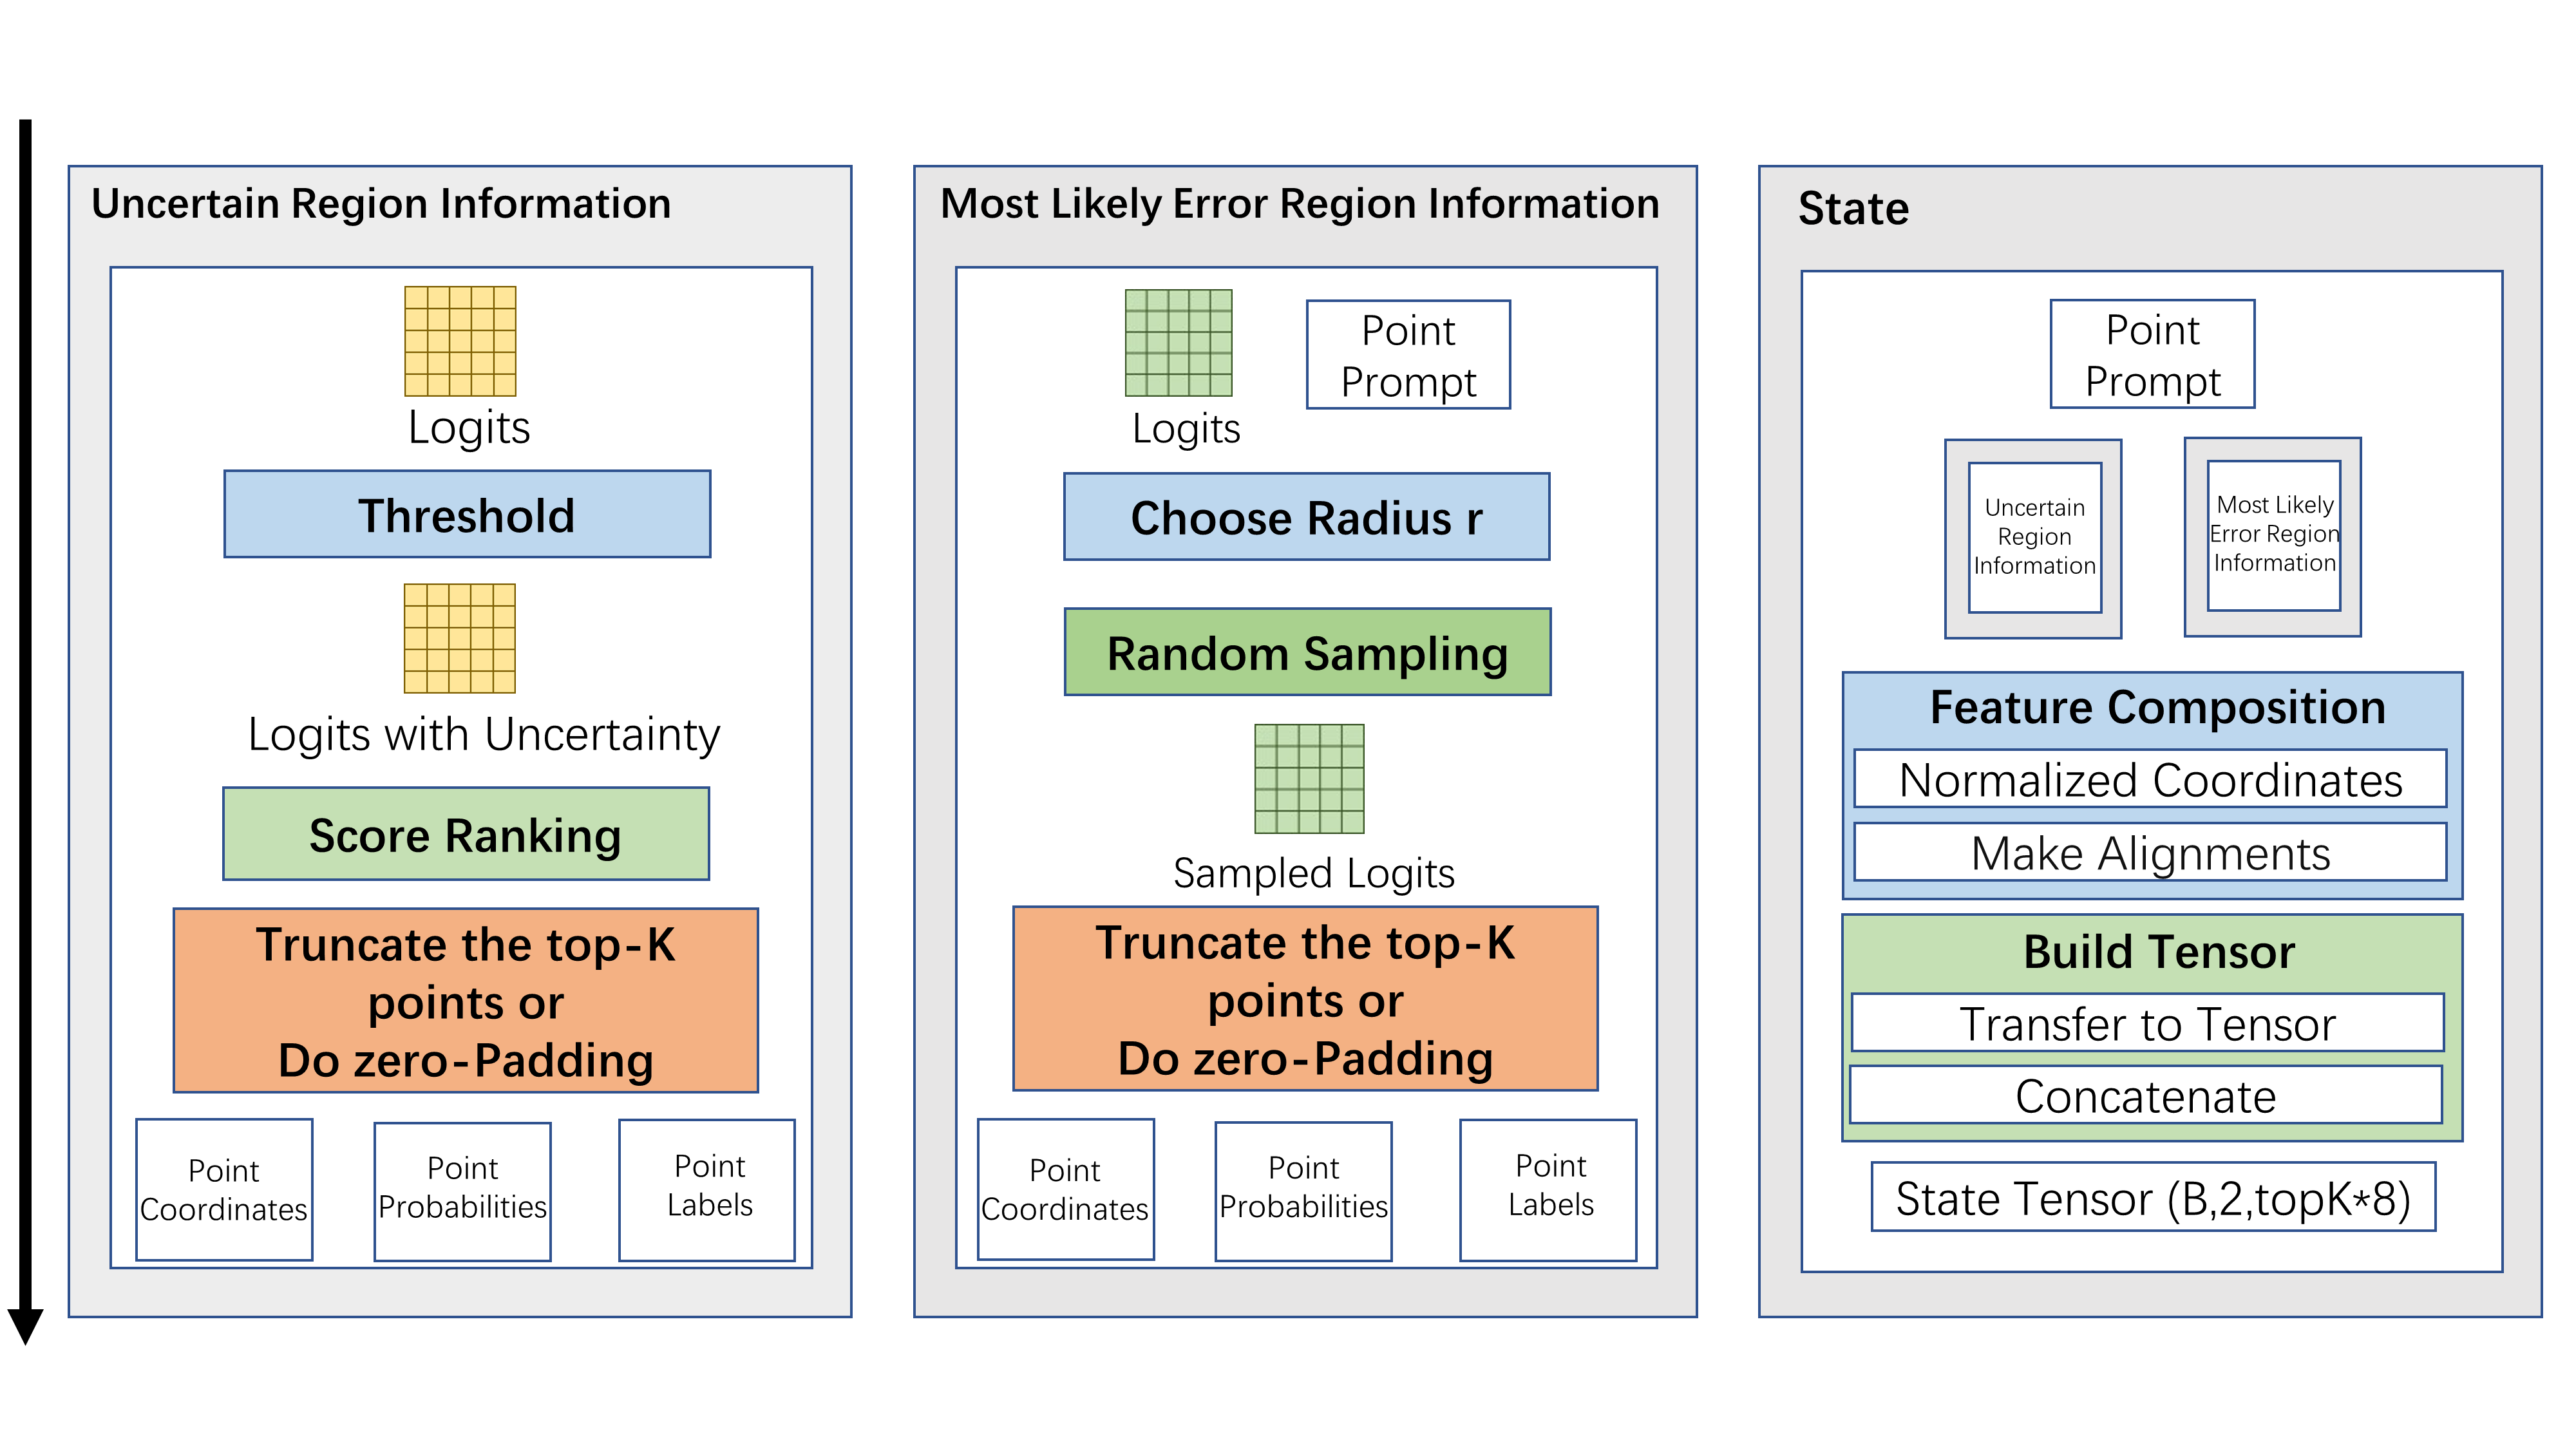 Uncertain Region Information
Logits
Threshold
Logits with Uncertainty
Score Ranking
Truncate the top-K
points or
Do zero-Padding
Point
Coordinates
Point
Probabilities
Point
Labels
Most Likely Error Region Information
Logits
Point
Prompt
Choose Radius r
Random Sampling
Sampled Logits
Truncate the top-K
points or
Do zero-Padding
Point
Coordinates
Point
Probabilities
Point
Labels
State
Point
Prompt
Uncertain
Region
Information
Most Likely
Error Region
Information
Feature Composition
Normalized Coordinates
Make Alignments
Build Tensor
Transfer to Tensor
Concatenate
State Tensor (B,2,topK*8)